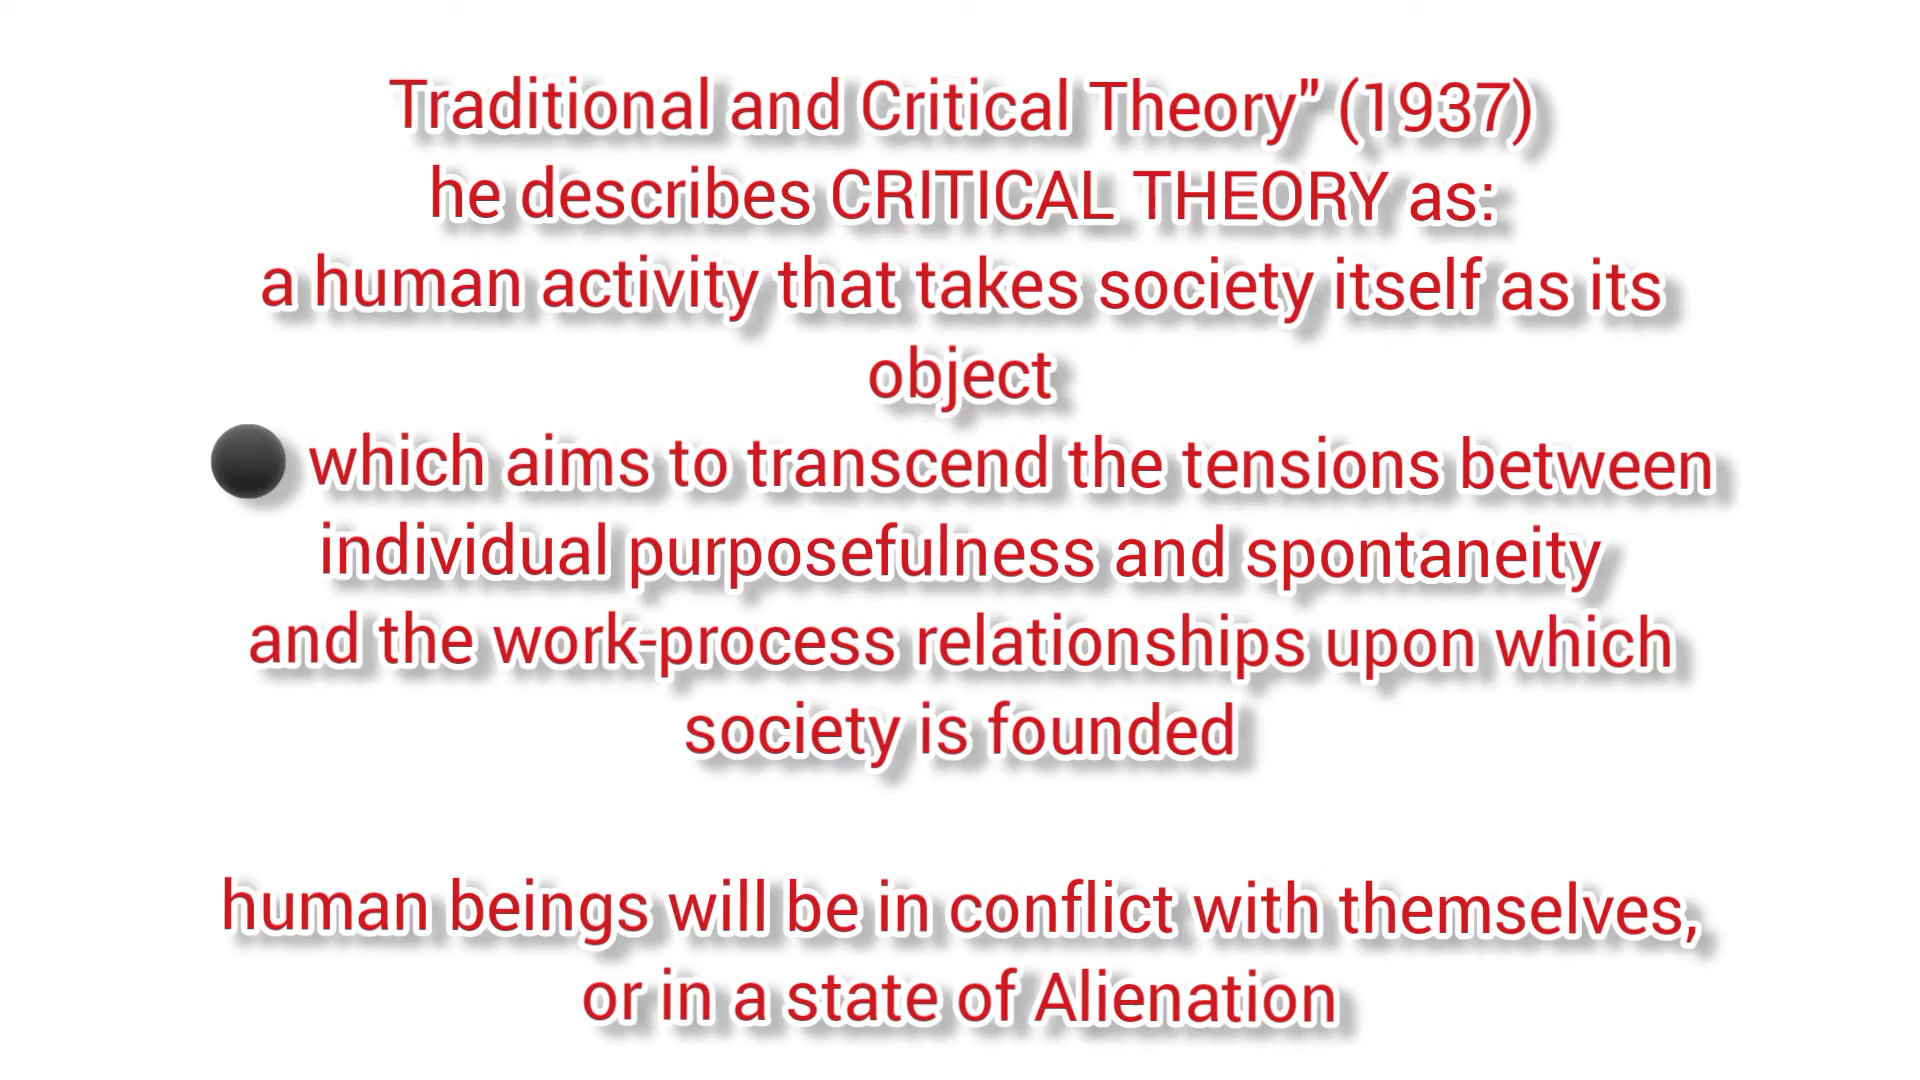 Traditional and Critical Theory” (1937)
he describes CRITICAL THEORY as:
a human activity that takes society itself as its
object
⚫ which aims to transcend the tensions between
individual purposefulness and spontaneity
and the work-process relationships upon which
society is founded
human beings will be in conflict with themselves,
or in a state of Alienation